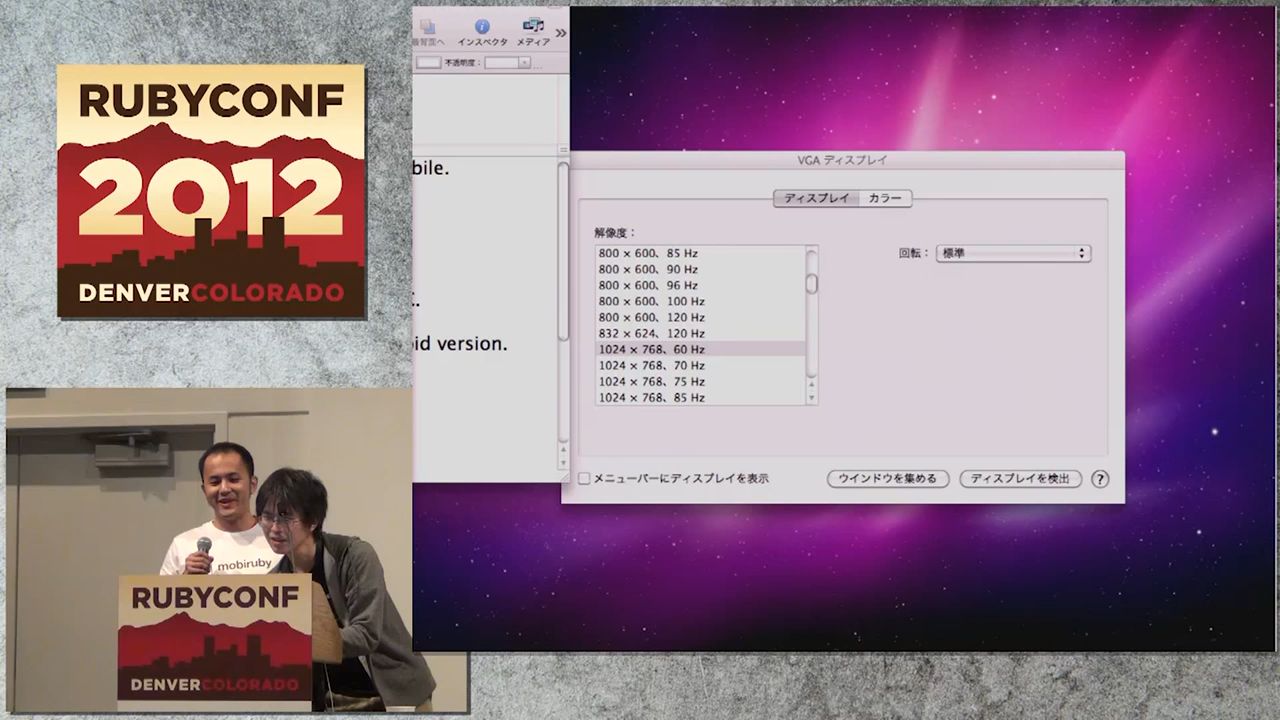 RUBYCONF
2012
DENVERCOLORADO
最背面へ インスペクタ メディア
不透明度：
bile.
id version.
VGA ディスプレイ
ディスプレイ カラー
解像度：
800 × 600、85 Hz
800 × 600、90 Hz
800 × 600、96 Hz
800 × 600、100 Hz
800 × 600、120 Hz
832 × 624、120 Hz
1024 × 768、60 Hz
1024 × 768、70 Hz
1024 × 768、75 Hz
1024 × 768、85 Hz
回転： 標準
メニューバーにディスプレイを表示
ウインドウを集める ディスプレイを検出 ?
mobiruby
RUBYCONF
DENVERCOLORADO